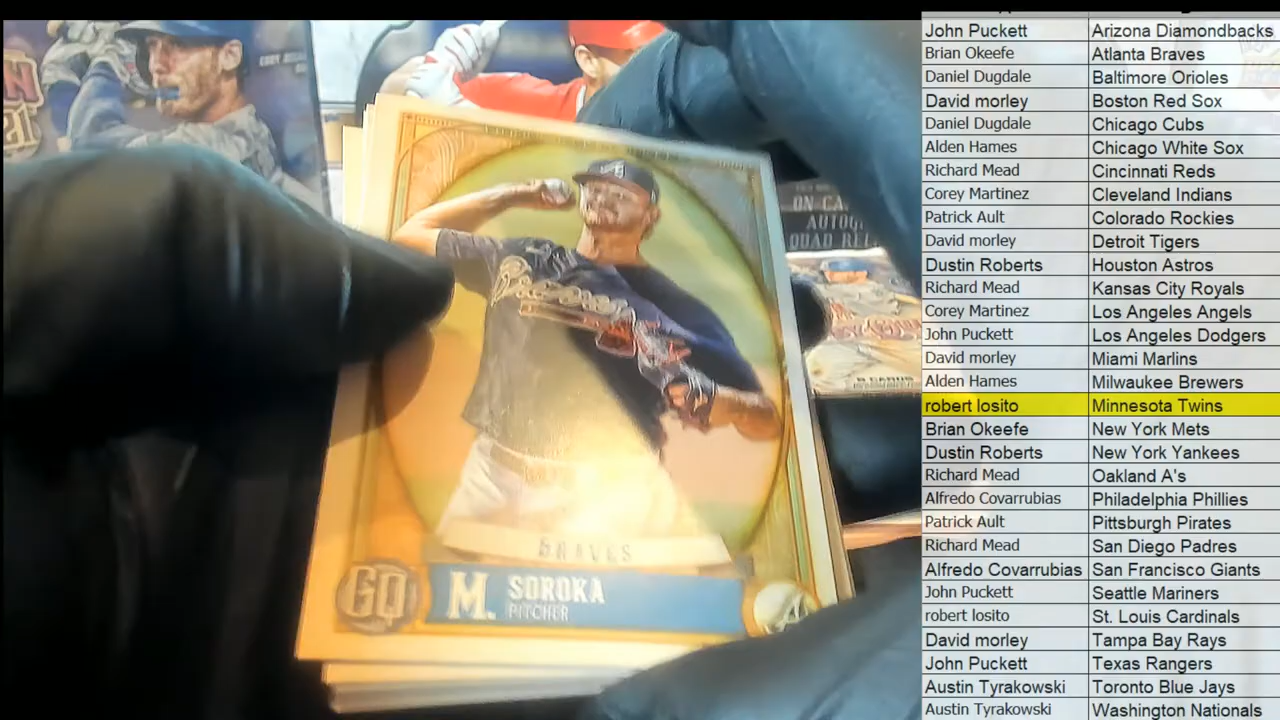 ON-CA
AUTOG
QUAD REL
Braves
BRAVES
GQ
M. SOROKA
PITCHER
A
John Puckett Arizona Diamondbacks
Brian Okeefe Atlanta Braves
Daniel Dugdale Baltimore Orioles
David morley Boston Red Sox
Daniel Dugdale Chicago Cubs
Alden Hames Chicago White Sox
Richard Mead Cincinnati Reds
Corey Martinez Cleveland Indians
Patrick Ault Colorado Rockies
David morley Detroit Tigers
Dustin Roberts Houston Astros
Richard Mead Kansas City Royals
Corey Martinez Los Angeles Angels
John Puckett Los Angeles Dodgers
David morley Miami Marlins
Alden Hames Milwaukee Brewers
robert losito Minnesota Twins
Brian Okeefe New York Mets
Dustin Roberts New York Yankees
Richard Mead Oakland A's
Alfredo Covarrubias Philadelphia Phillies
Patrick Ault Pittsburgh Pirates
Richard Mead San Diego Padres
Alfredo Covarrubias San Francisco Giants
John Puckett Seattle Mariners
robert losito St. Louis Cardinals
David morley Tampa Bay Rays
John Puckett Texas Rangers
Austin Tyrakowski Toronto Blue Jays
Austin Tyrakowski Washington Nationals